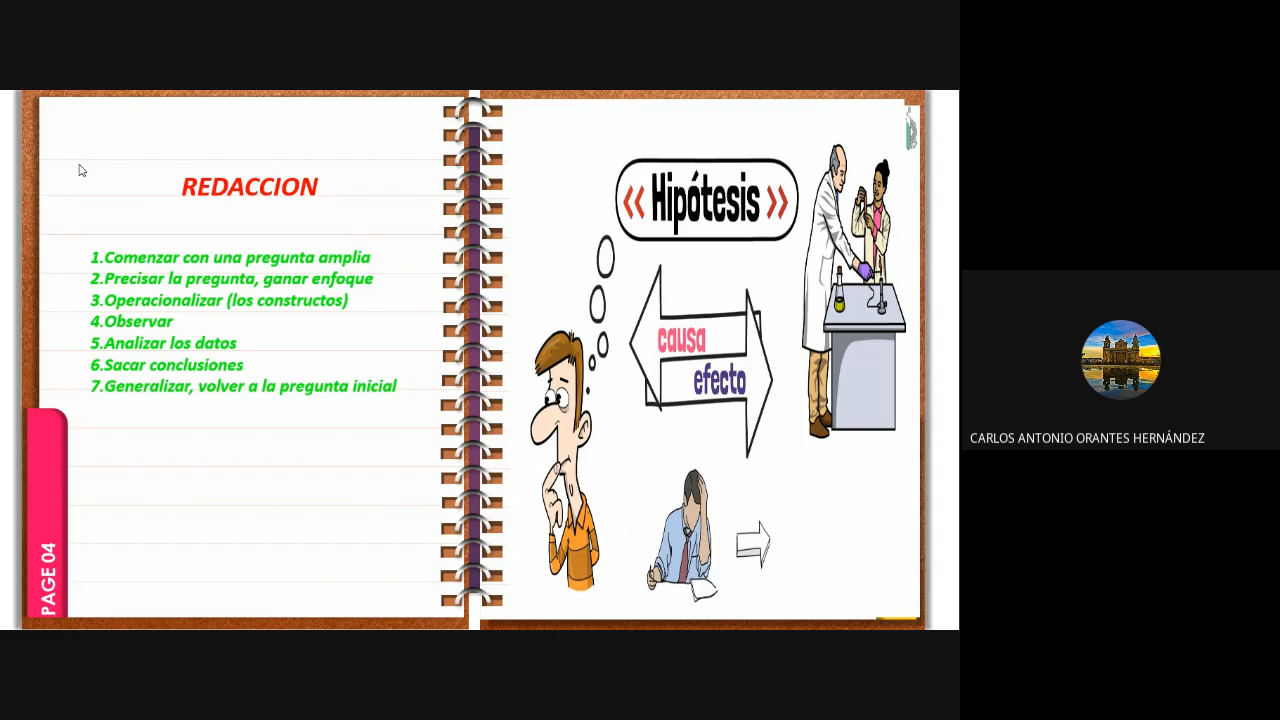 REDACCION
1.Comenzar con una pregunta amplia
2.Precisar la pregunta, ganar enfoque
3.Operacionalizar (los constructos)
4.Observar
5.Analizar los datos
6.Sacar conclusiones
7.Generalizar, volver a la pregunta inicial
PAGE 04
<< Hipótesis >>
causa
efecto
CARLOS ANTONIO ORANTES HERNÁNDEZ